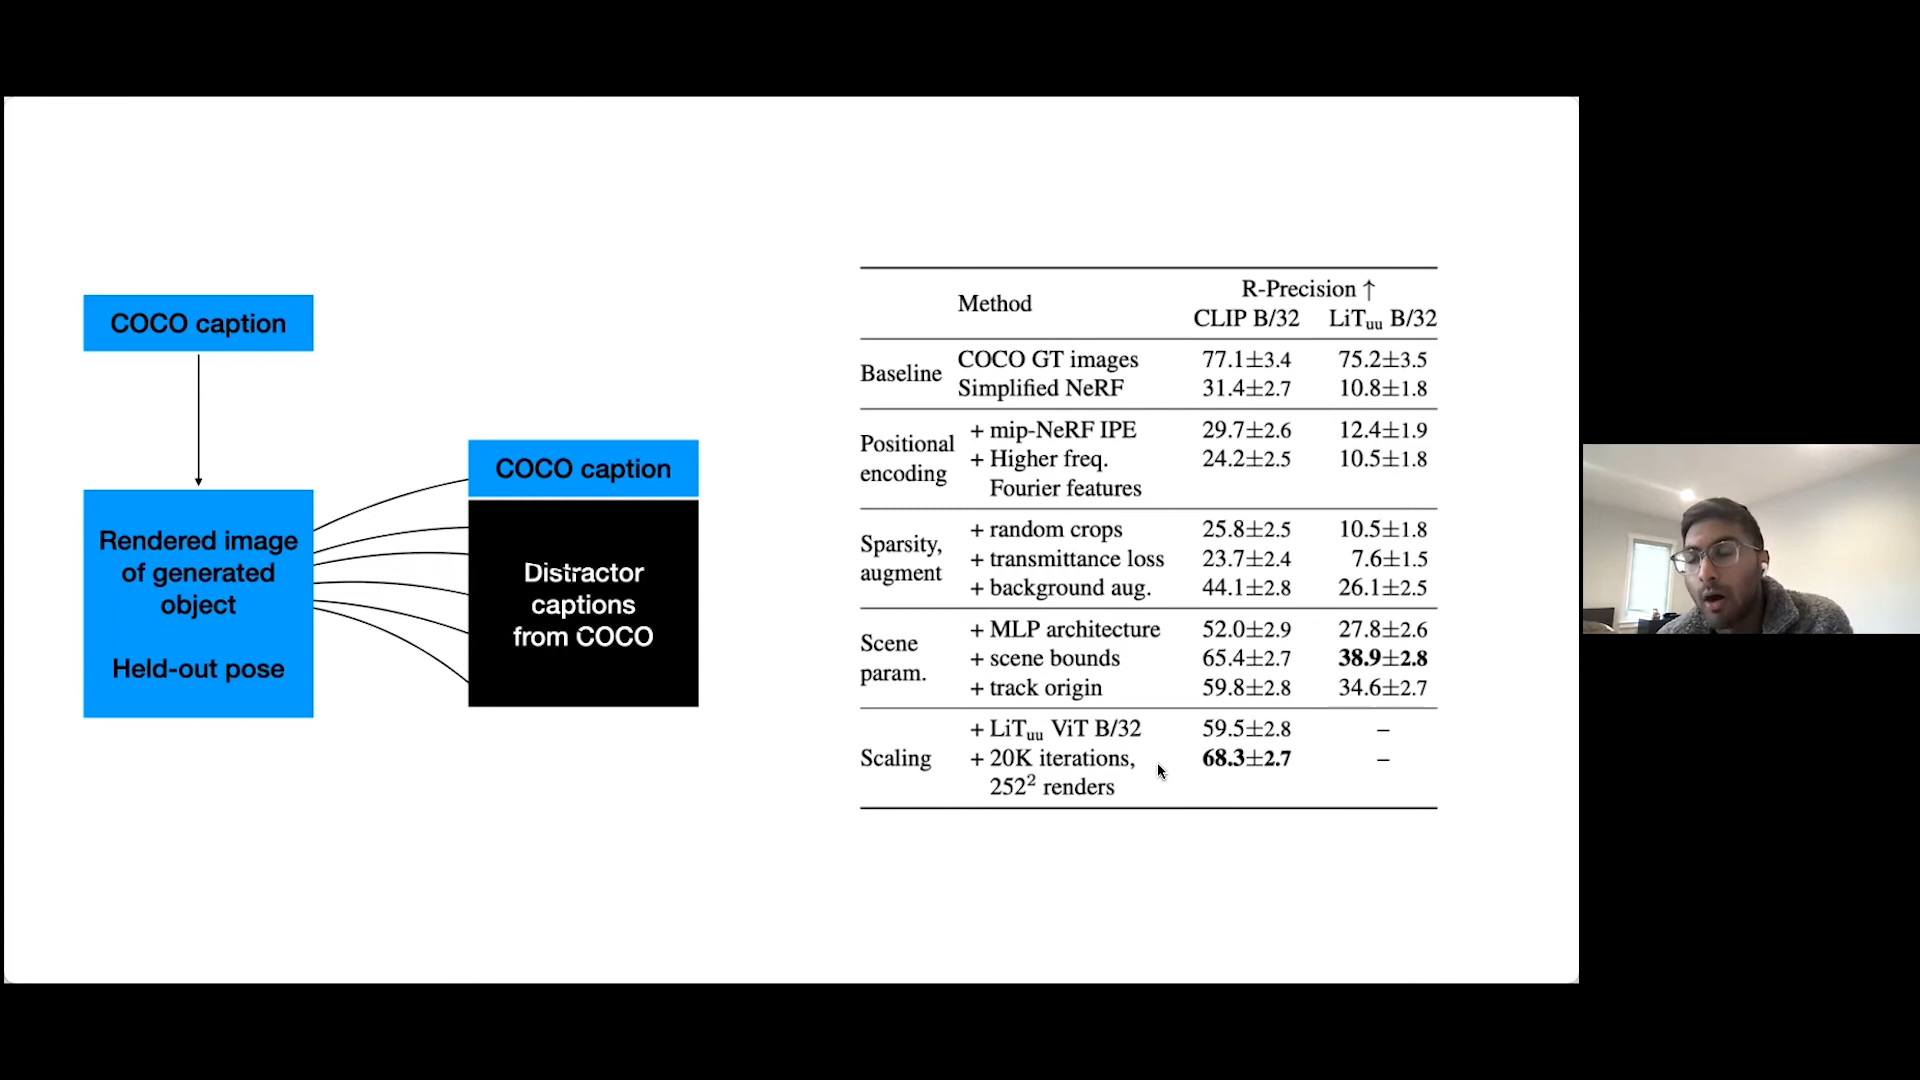 COCO caption
Rendered image
of generated
object
Held-out pose
COCO caption
Distractor
captions
from COCO
Method R-Precision ↑
CLIP B/32 LiTuu B/32
Baseline COCO GT images 77.1±3.4 75.2±3.5
Simplified NeRF 31.4±2.7 10.8±1.8
Positional encoding + mip-NeRF IPE 29.7±2.6 12.4±1.9
+ Higher freq. 24.2±2.5 10.5±1.8
Fourier features
Sparsity, augment + random crops 25.8±2.5 10.5±1.8
+ transmittance loss 23.7±2.4 7.6±1.5
+ background aug. 44.1±2.8 26.1±2.5
Scene param. + MLP architecture 52.0±2.9 27.8±2.6
+ scene bounds 65.4±2.7 38.9±2.8
+ track origin 59.8±2.8 34.6±2.7
Scaling + LiTuu ViT B/32 59.5±2.8 –
+ 20K iterations, 68.3±2.7 –
252² renders